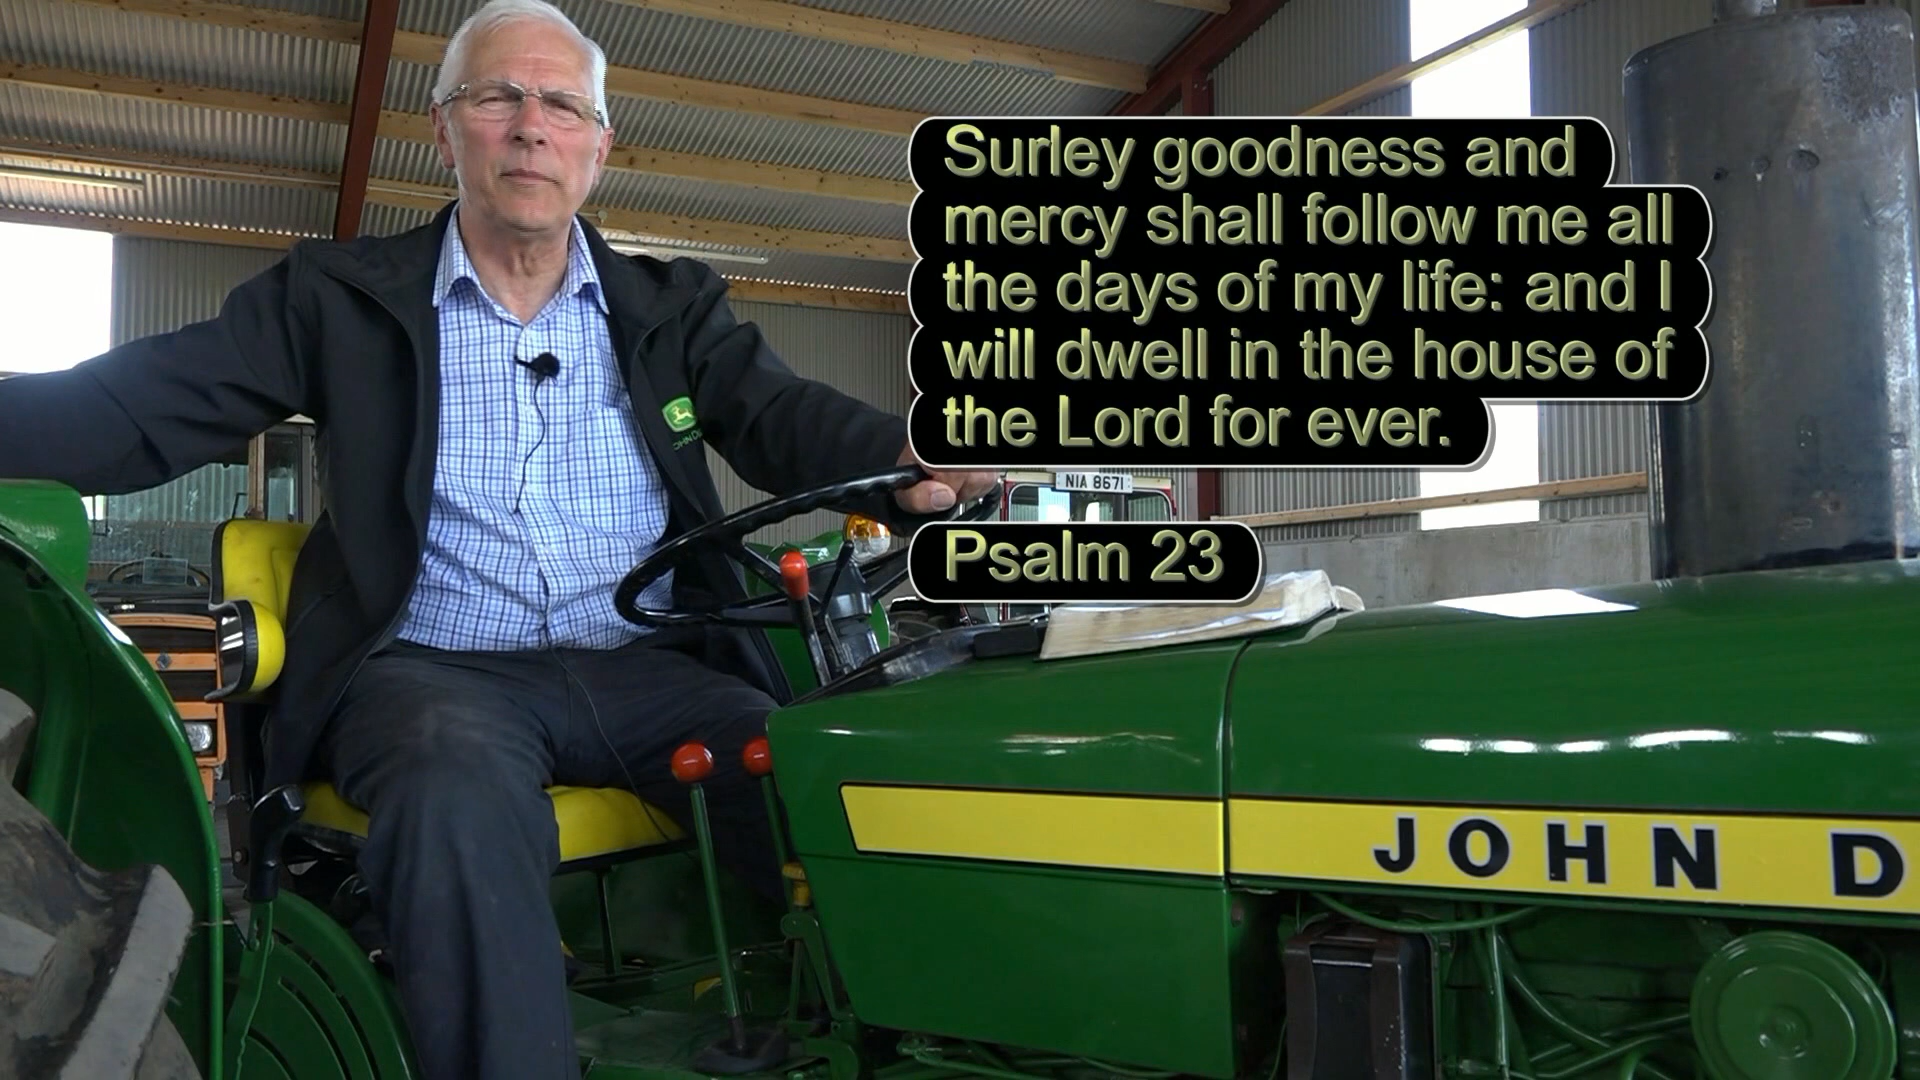 Surley goodness and
mercy shall follow me all
the days of my life: and I
will dwell in the house of
the Lord for ever.
NIA 8671
Psalm 23
JOHN D